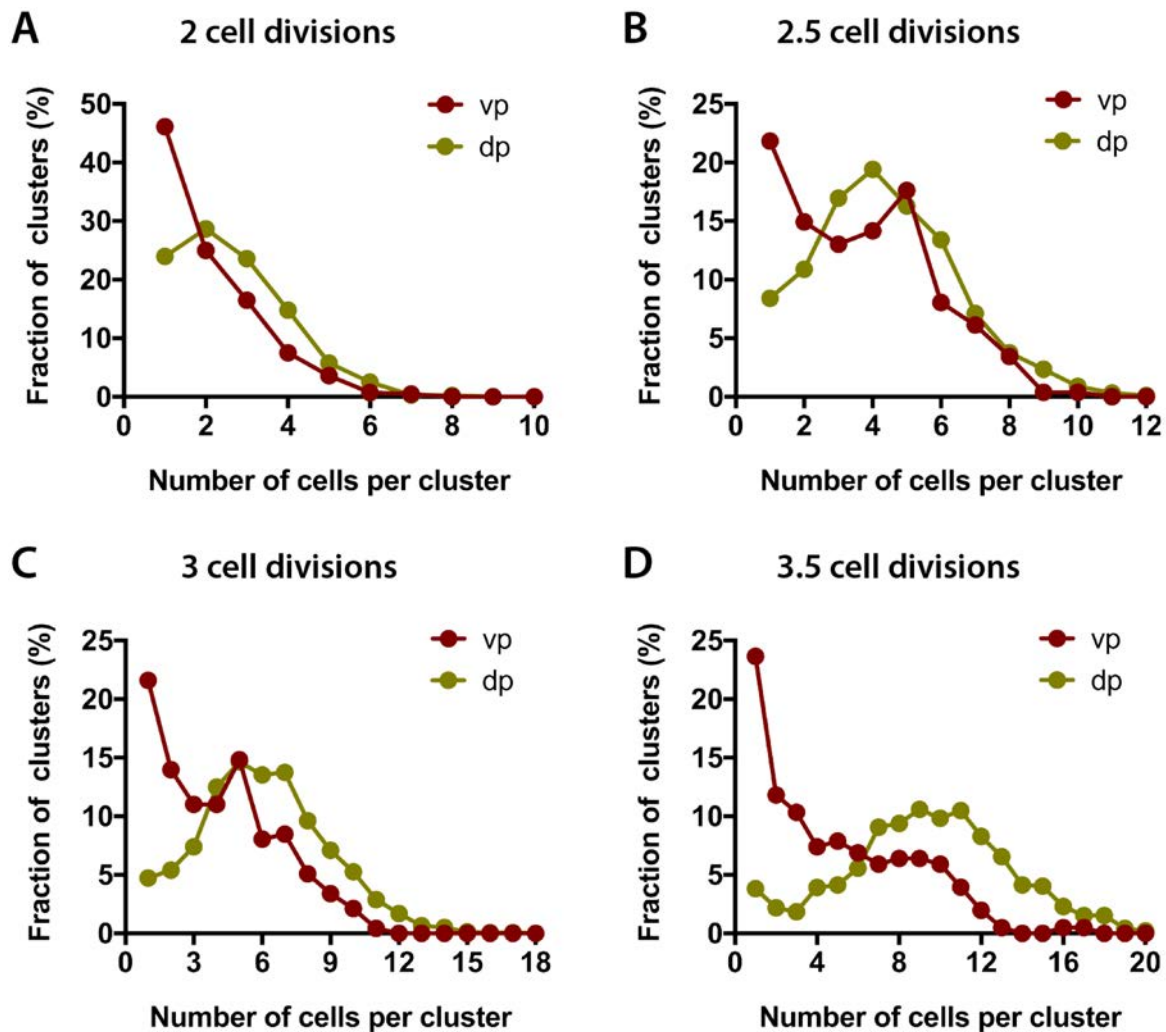 A
2 cell divisions
Fraction of clusters (%)
50
40
30
20
10
0
vp
dp
0 2 4 6 8 10
Number of cells per cluster
B
2.5 cell divisions
Fraction of clusters (%)
25
20
15
10
5
0
vp
dp
0 2 4 6 8 10 12
Number of cells per cluster
C
3 cell divisions
Fraction of clusters (%)
25
20
15
10
5
0
vp
dp
0 3 6 9 12 15 18
Number of cells per cluster
D
3.5 cell divisions
Fraction of clusters (%)
25
20
15
10
5
0
vp
dp
0 4 8 12 16 20
Number of cells per cluster